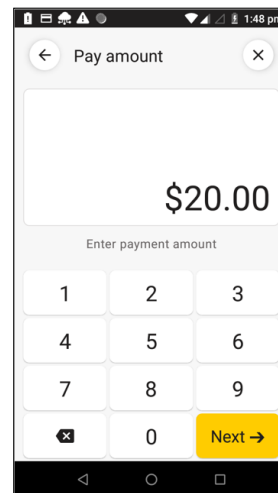 1:48 pm
Pay amount
$20.00
Enter payment amount
1 2 3
4 5 6
7 8 9
0 Next →